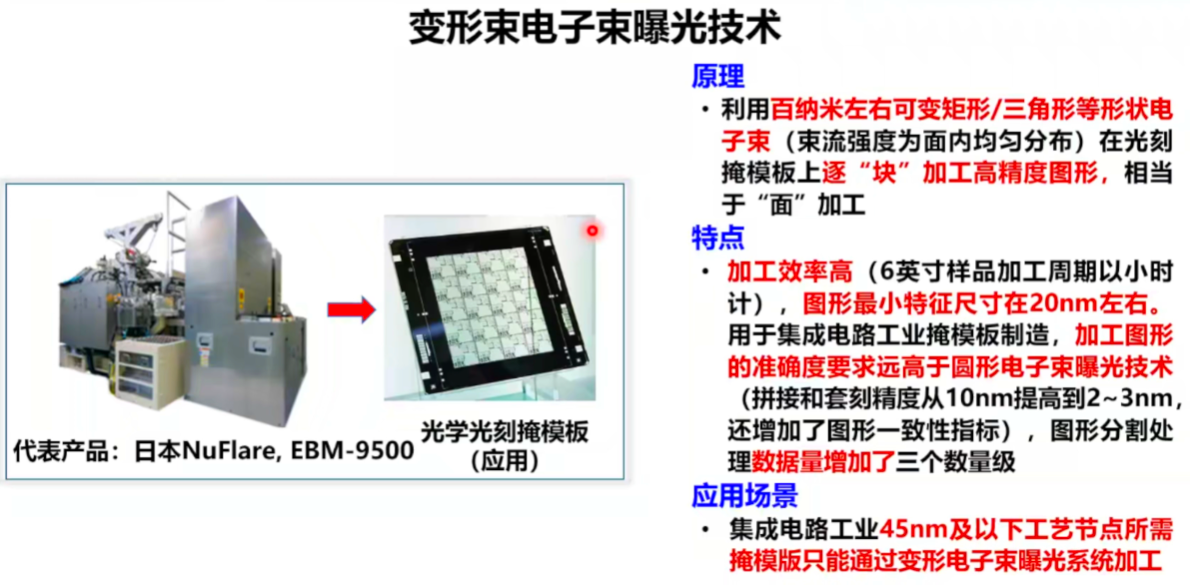 变形束电子束曝光技术
原理
• 利用百纳米左右可变矩形/三角形等形状电
子束（束流强度为面内均匀分布）在光刻
掩模板上逐“块”加工高精度图形，相当
于“面”加工
特点
• 加工效率高（6英寸样品加工周期以小时
计），图形最小特征尺寸在20nm左右。
用于集成电路工业掩模板制造，加工图形
的准确度要求远高于圆形电子束曝光技术
（拼接和套刻精度从10nm提高到2~3nm，
还增加了图形一致性指标），图形分割处
理数据量增加了三个数量级
应用场景
• 集成电路工业45nm及以下工艺节点所需
掩模版只能通过变形电子束曝光系统加工
代表产品：日本NuFlare, EBM-9500
光学光刻掩模板
（应用）